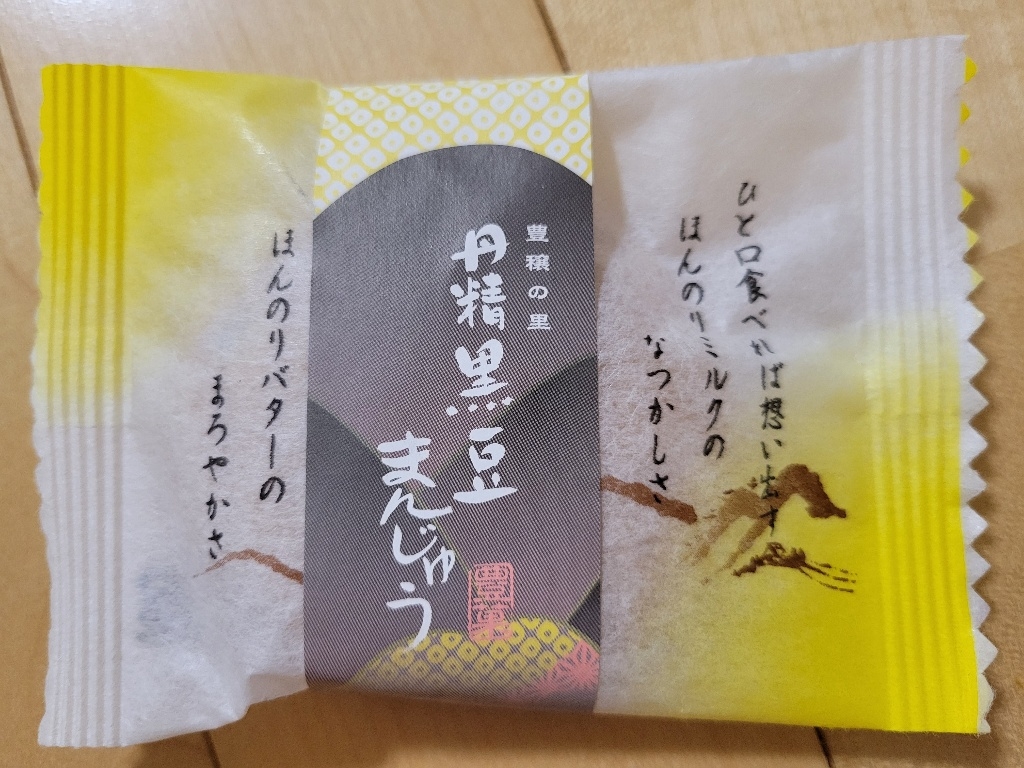 ひと口食べれば想い出す
ほんのりミルクの
なつかしさ
豊穣の里
丹精黒豆
まんじゅう
ほんのりバターの
まろやかさ